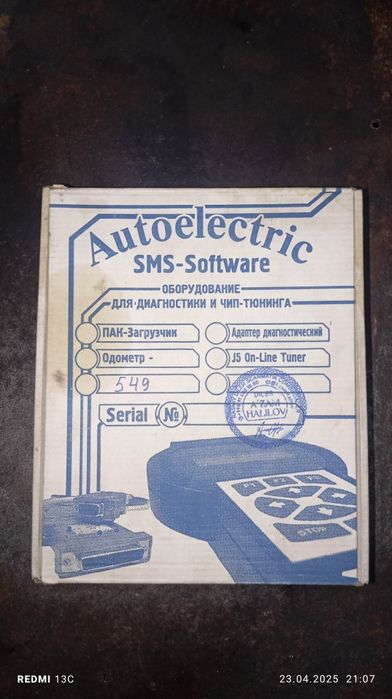 Autoelectric
SMS-Software
ОБОРУДОВАНИЕ
ДЛЯ ДИАГНОСТИКИ И ЧИП-ТЮНИНГА
ПАК-Загрузчик
Адаптер диагностический
Одометр -
J5 On-Line Tuner
549
Serial №
DILER
A'ZAM
HALILOV
STOP
REDMI 13C
23.04.2025 21:07